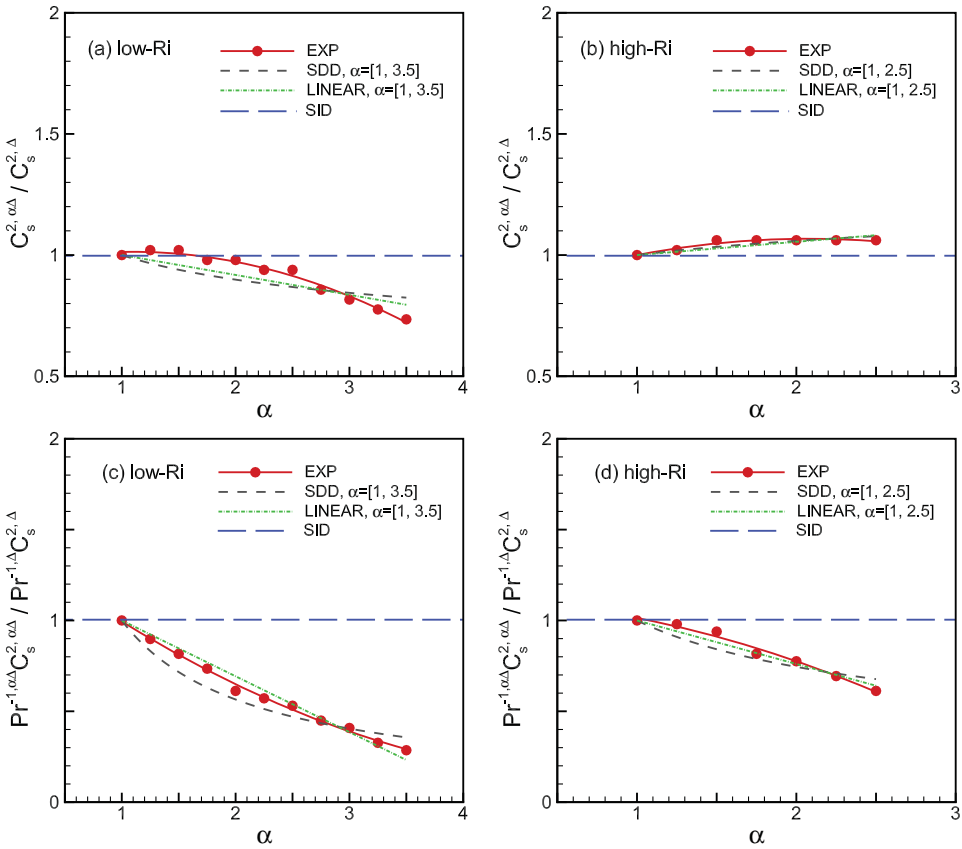 (a) low-Ri
EXP
SDD, α=[1, 3.5]
LINEAR, α=[1, 3.5]
SID
2
1.5
1
0.5
C_s^{2, αΔ} / C_s^{2, Δ}
1 2 3 4
α
(b) high-Ri
EXP
SDD, α=[1, 2.5]
LINEAR, α=[1, 2.5]
SID
2
1.5
1
0.5
C_s^{2, αΔ} / C_s^{2, Δ}
1 2 3
α
(c) low-Ri
EXP
SDD, α=[1, 3.5]
LINEAR, α=[1, 3.5]
SID
2
1
0
Pr^{-1,αΔ}C_s^{2, αΔ} / Pr^{-1,Δ}C_s^{2, Δ}
1 2 3 4
α
(d) high-Ri
EXP
SDD, α=[1, 2.5]
LINEAR, α=[1, 2.5]
SID
2
1
0
Pr^{-1,αΔ}C_s^{2, αΔ} / Pr^{-1,Δ}C_s^{2, Δ}
1 2 3
α